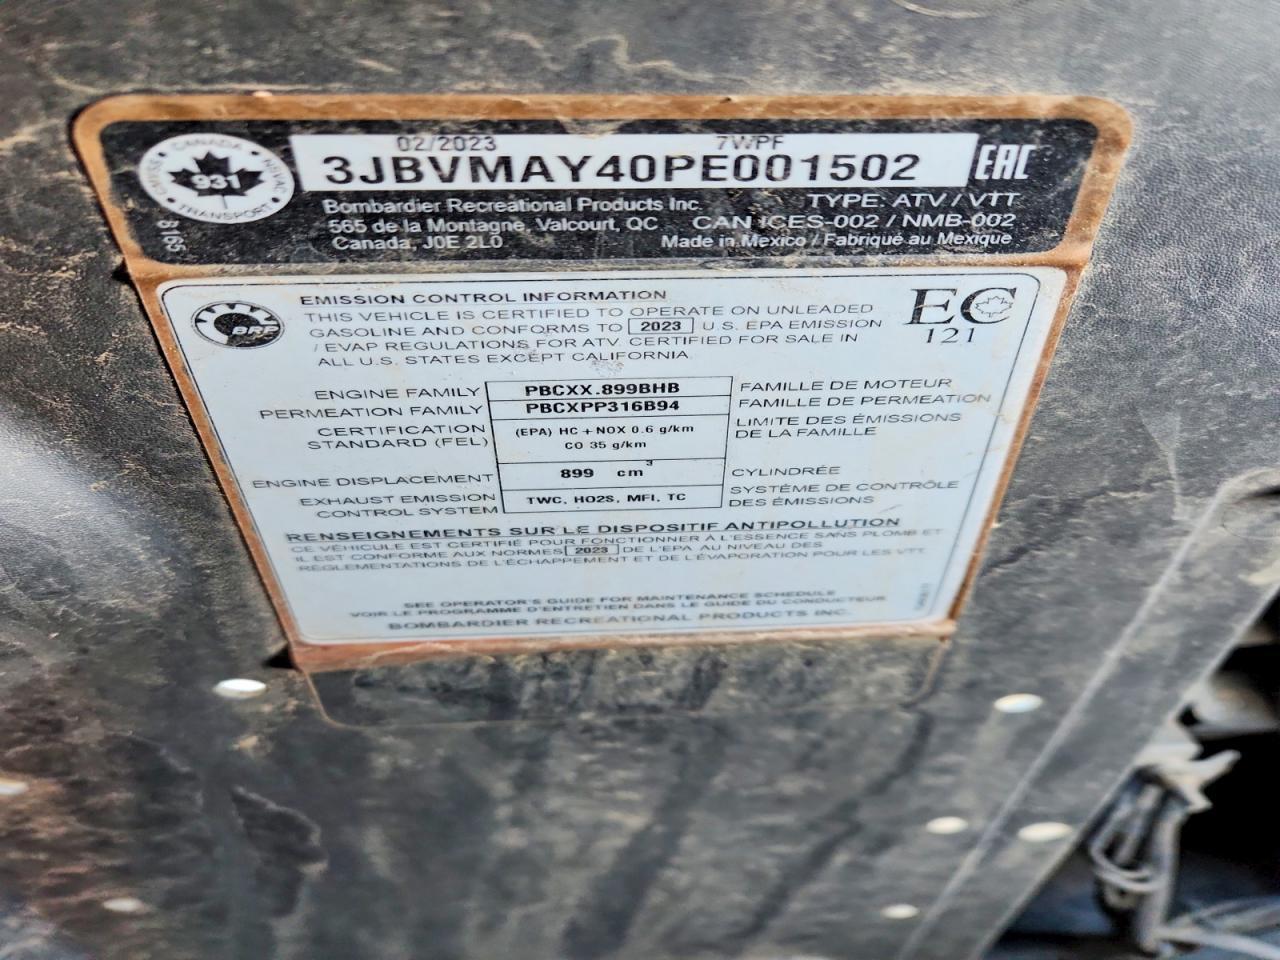 02/2023 7WPF
3JBVMAY40PE001502
EAC
CANADA
931
TRANSPORT
8165
Bombardier Recreational Products Inc. TYPE: ATV / VTT
565 de la Montagne, Valcourt, QC CAN ICES-002 / NMB-002
Canada, J0E 2L0 Made in Mexico / Fabriqué au Mexique
BRP
EMISSION CONTROL INFORMATION
THIS VEHICLE IS CERTIFIED TO OPERATE ON UNLEADED
GASOLINE AND CONFORMS TO 2023 U.S. EPA EMISSION
/ EVAP REGULATIONS FOR ATV. CERTIFIED FOR SALE IN
ALL U.S. STATES EXCEPT CALIFORNIA
EC
121
ENGINE FAMILY PBCXX.899BHB FAMILLE DE MOTEUR
PERMEATION FAMILY PBCXPP316B94 FAMILLE DE PERMEATION
CERTIFICATION (EPA) HC + NOX 0.6 g/km LIMITE DES ÉMISSIONS
STANDARD (FEL) CO 35 g/km DE LA FAMILLE
ENGINE DISPLACEMENT 899 cm³ CYLINDRÉE
EXHAUST EMISSION TWC, HO2S, MFI, TC SYSTÈME DE CONTRÔLE
CONTROL SYSTEM DES ÉMISSIONS
RENSEIGNEMENTS SUR LE DISPOSITIF ANTIPOLLUTION
CE VÉHICULE EST CERTIFIÉ POUR FONCTIONNER À L'ESSENCE SANS PLOMB ET
IL EST CONFORME AUX NORMES 2023 DE L'EPA AU NIVEAU DES
RÉGLEMENTATIONS DE L'ÉCHAPPEMENT ET DE L'ÉVAPORATION POUR LES VTT.
SEE OPERATOR'S GUIDE FOR MAINTENANCE SCHEDULE
VOIR LE PROGRAMME D'ENTRETIEN DANS LE GUIDE DU CONDUCTEUR
BOMBARDIER RECREATIONAL PRODUCTS INC.